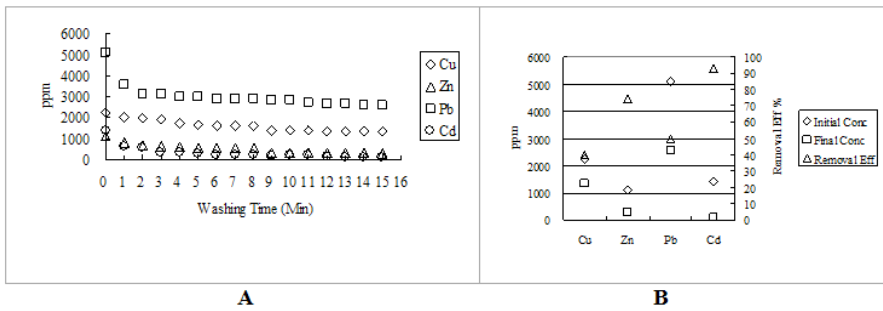 6000
5000
4000
3000
2000
1000
0
ppm
0 1 2 3 4 5 6 7 8 9 10 11 12 13 14 15 16
Washing Time (Min)
Cu
Zn
Pb
Cd
A
6000
5000
4000
3000
2000
1000
0
ppm
100
90
80
70
60
50
40
30
20
10
0
Removal Eff %
Cu Zn Pb Cd
Initial Conc
Final Conc
Removal Eff
B